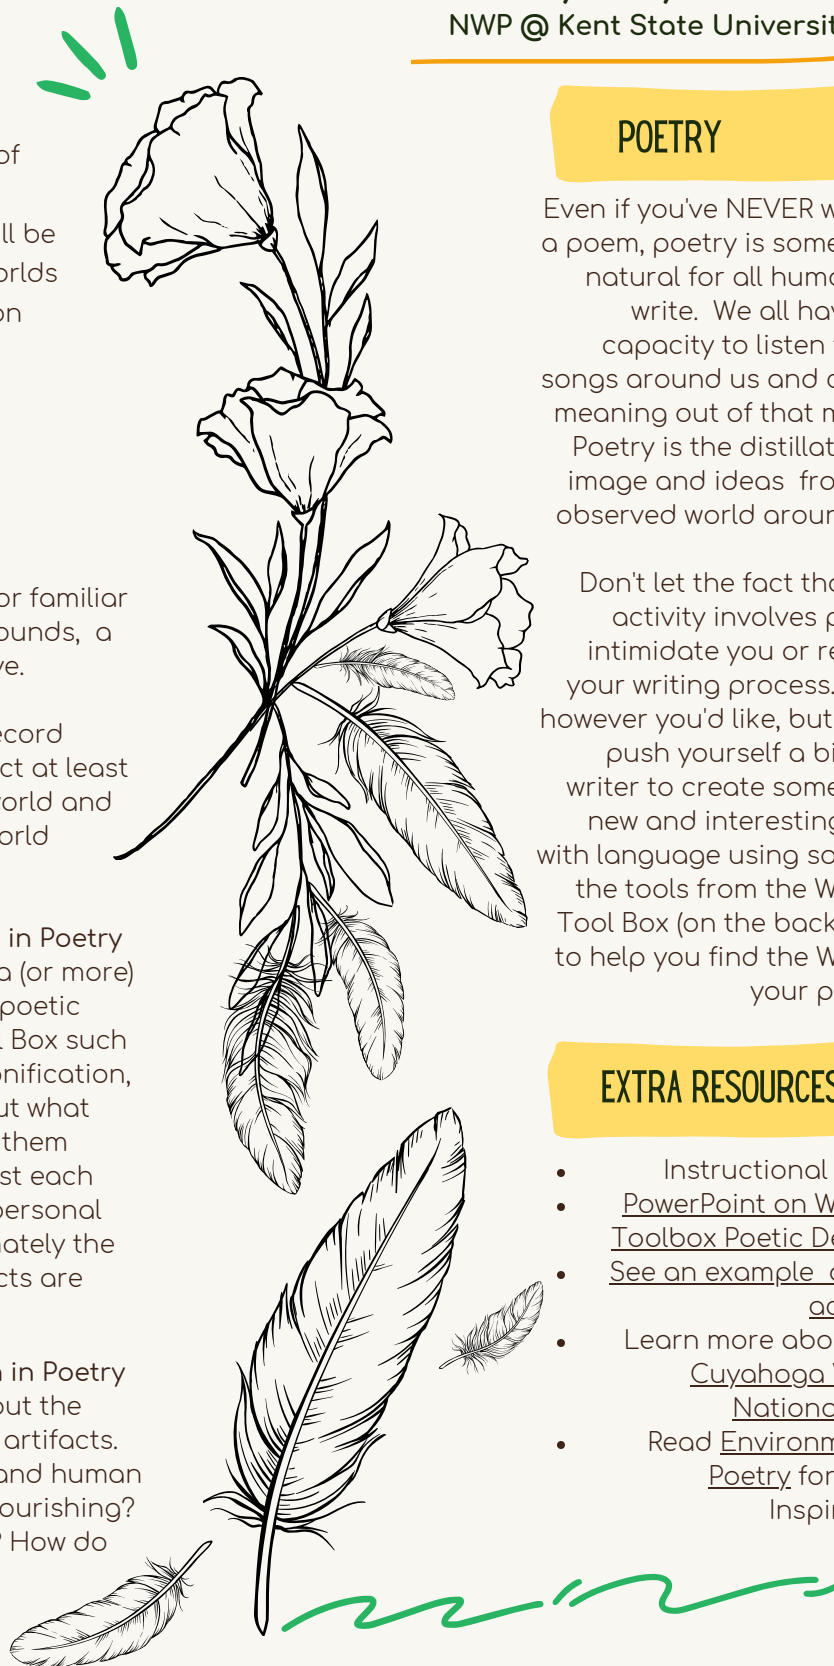 NWP @ Kent State Universit
of
ll be
orlds
on
or familiar
ounds, a
ve.
ecord
ct at least
world and
orld
in Poetry
a (or more)
poetic
l Box such
onification,
ut what
them
st each
personal
nately the
cts are
n in Poetry
out the
artifacts.
and human
ourishing?
? How do
POETRY
Even if you've NEVER w
a poem, poetry is some
natural for all huma
write. We all hav
capacity to listen
songs around us and
meaning out of that m
Poetry is the distillat
image and ideas fro
observed world aroun
Don't let the fact tha
activity involves p
intimidate you or re
your writing process.
however you'd like, but
push yourself a bi
writer to create some
new and interesting
with language using so
the tools from the W
Tool Box (on the back
to help you find the W
your p
EXTRA RESOURCES
Instructional
PowerPoint on W
Toolbox Poetic De
See an example
ac
Learn more abo
Cuyahoga V
Nationa
Read Environm
Poetry for
Inspir